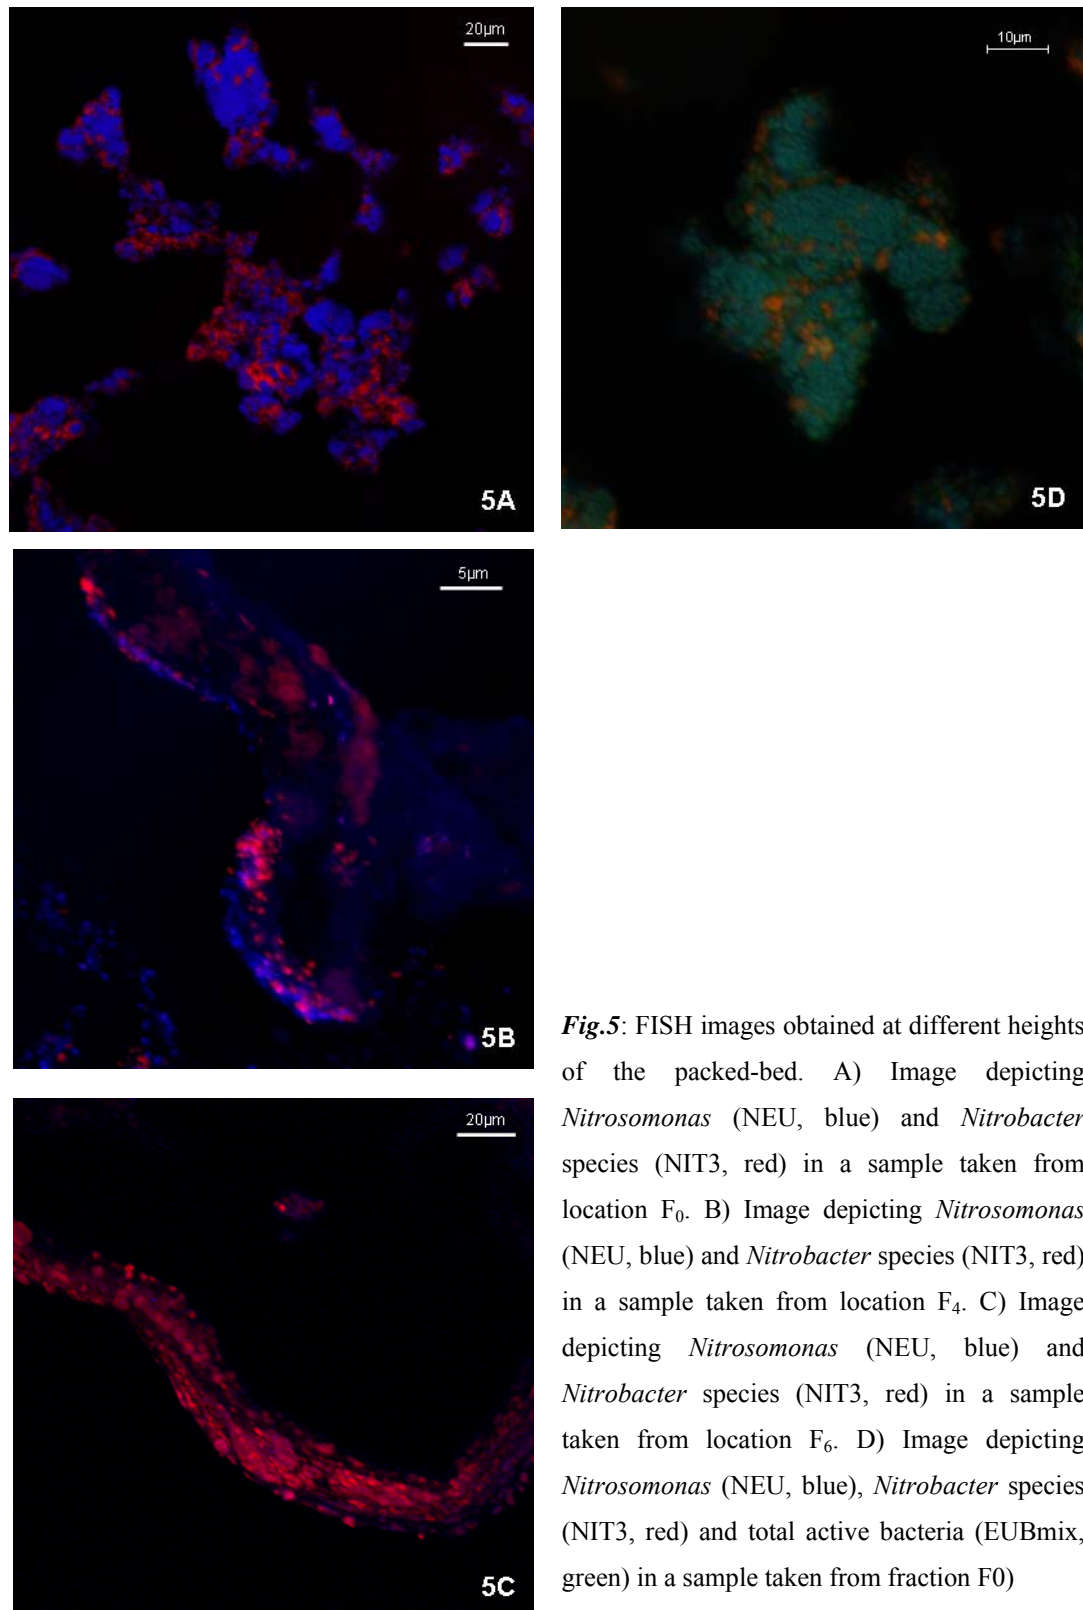 20µm
5A
10µm
5D
5µm
5B
20µm
5C
Fig.5: FISH images obtained at different heights
of the packed-bed. A) Image depicting
Nitrosomonas (NEU, blue) and Nitrobacter
species (NIT3, red) in a sample taken from
location F0. B) Image depicting Nitrosomonas
(NEU, blue) and Nitrobacter species (NIT3, red)
in a sample taken from location F4. C) Image
depicting Nitrosomonas (NEU, blue) and
Nitrobacter species (NIT3, red) in a sample
taken from location F6. D) Image depicting
Nitrosomonas (NEU, blue), Nitrobacter species
(NIT3, red) and total active bacteria (EUBmix,
green) in a sample taken from fraction F0)